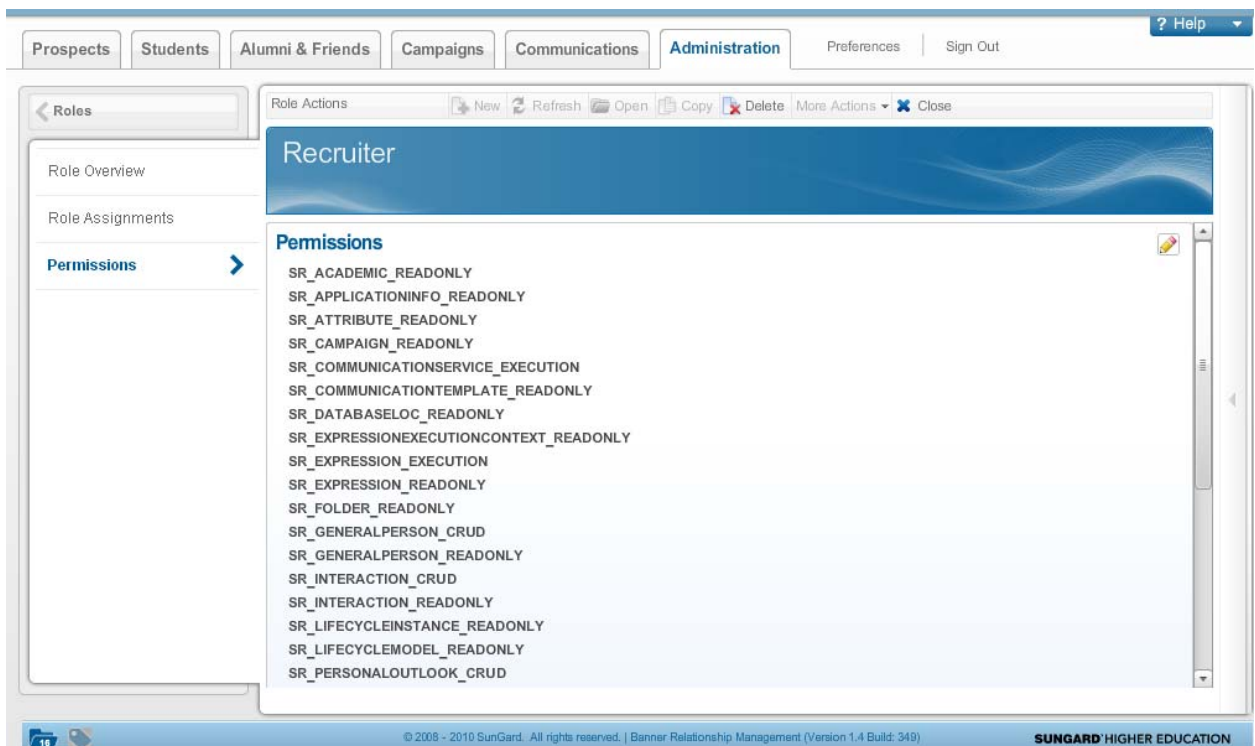 ? Help
Prospects Students Alumni & Friends Campaigns Communications Administration Preferences Sign Out
Roles
Role Actions New Refresh Open Copy Delete More Actions Close
Recruiter
Role Overview
Role Assignments
Permissions
Permissions
SR_ACADEMIC_READONLY
SR_APPLICATIONINFO_READONLY
SR_ATTRIBUTE_READONLY
SR_CAMPAIGN_READONLY
SR_COMMUNICATIONSERVICE_EXECUTION
SR_COMMUNICATIONTEMPLATE_READONLY
SR_DATABASELOC_READONLY
SR_EXPRESSIONEXECUTIONCONTEXT_READONLY
SR_EXPRESSION_EXECUTION
SR_EXPRESSION_READONLY
SR_FOLDER_READONLY
SR_GENERALPERSON_CRUD
SR_GENERALPERSON_READONLY
SR_INTERACTION_CRUD
SR_INTERACTION_READONLY
SR_LIFECYCLEINSTANCE_READONLY
SR_LIFECYCLEMODEL_READONLY
SR_PERSONALOUTLOOK_CRUD
16
© 2008 - 2010 SunGard. All rights reserved. | Banner Relationship Management (Version 1.4 Build: 349)
SUNGARD' HIGHER EDUCATION